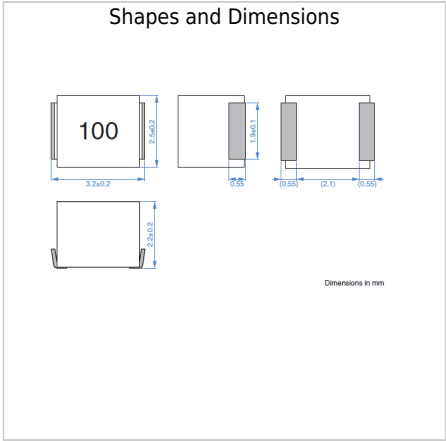 Shapes and Dimensions
100
2.5±0.2
1.9±0.1
3.2±0.2
0.55
(0.55) (2.1) (0.55)
2.2±0.2
Dimensions in mm